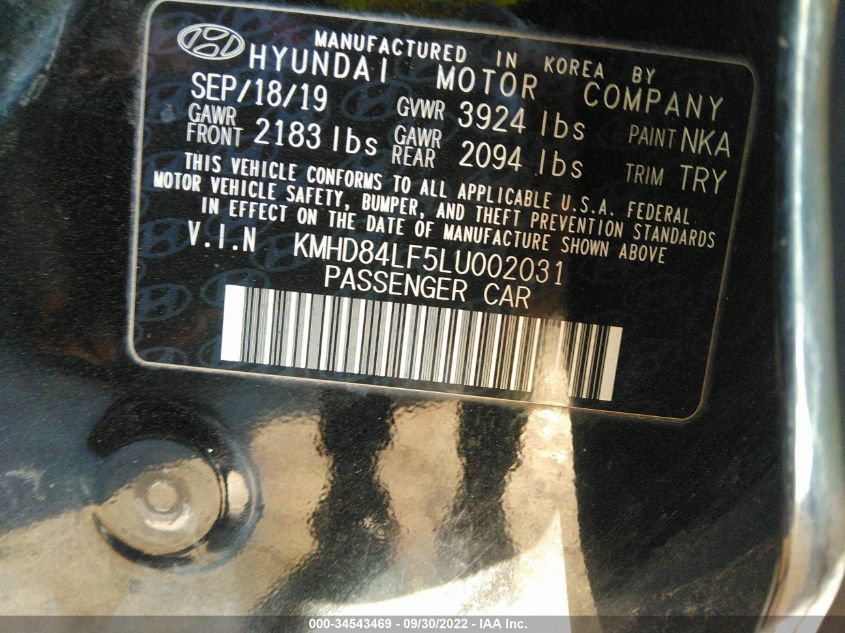 MANUFACTURED IN KOREA BY
HYUNDAI MOTOR COMPANY
SEP/18/19 GVWR 3924 lbs PAINT NKA
GAWR FRONT 2183 lbs GAWR REAR 2094 lbs TRIM TRY
THIS VEHICLE CONFORMS TO ALL APPLICABLE U.S.A. FEDERAL
MOTOR VEHICLE SAFETY, BUMPER, AND THEFT PREVENTION STANDARDS
IN EFFECT ON THE DATE OF MANUFACTURE SHOWN ABOVE
V.I.N KMHD84LF5LU002031
PASSENGER CAR
000-34543469 - 09/30/2022 - IAA Inc.